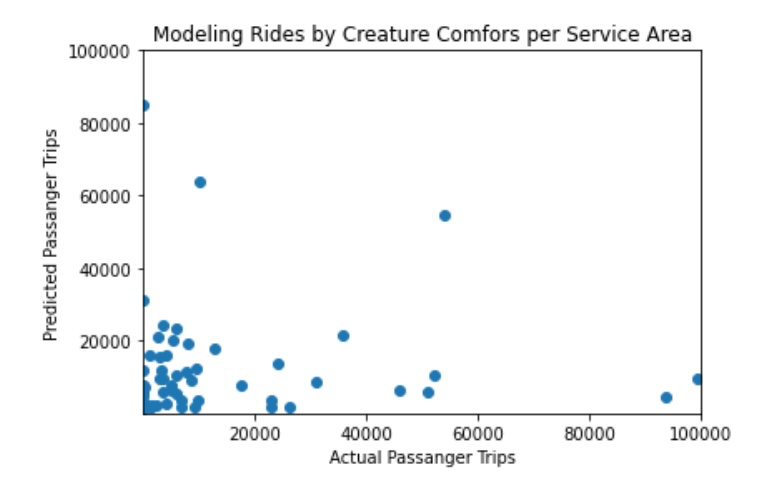 Modeling Rides by Creature Comfors per Service Area
100000
80000
60000
40000
20000
Predicted Passanger Trips
20000 40000 60000 80000 100000
Actual Passanger Trips